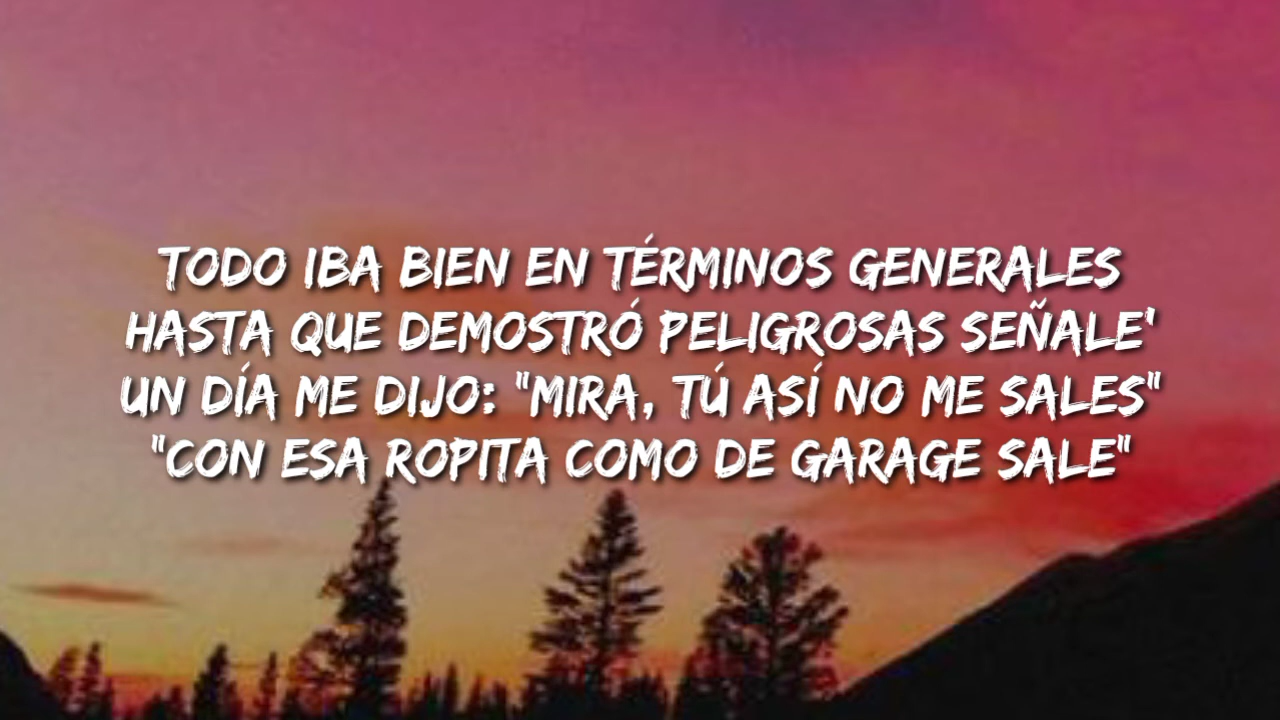 TODO IBA BIEN EN TÉRMINOS GENERALES
HASTA QUE DEMOSTRÓ PELIGROSAS SEÑALE'
UN DÍA ME DIJO: "MIRA, TÚ ASÍ NO ME SALES"
"CON ESA ROPITA COMO DE GARAGE SALE"